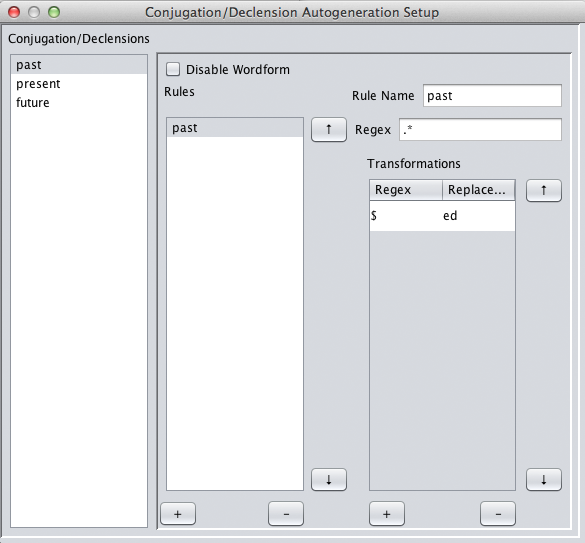 Conjugation/Declension Autogeneration Setup
Conjugation/Declensions
past
present
future
Disable Wordform
Rules
past
↑
↓
+
-
Rule Name past
Regex .*
Transformations
Regex Replace...
$ ed
↑
↓
+
-